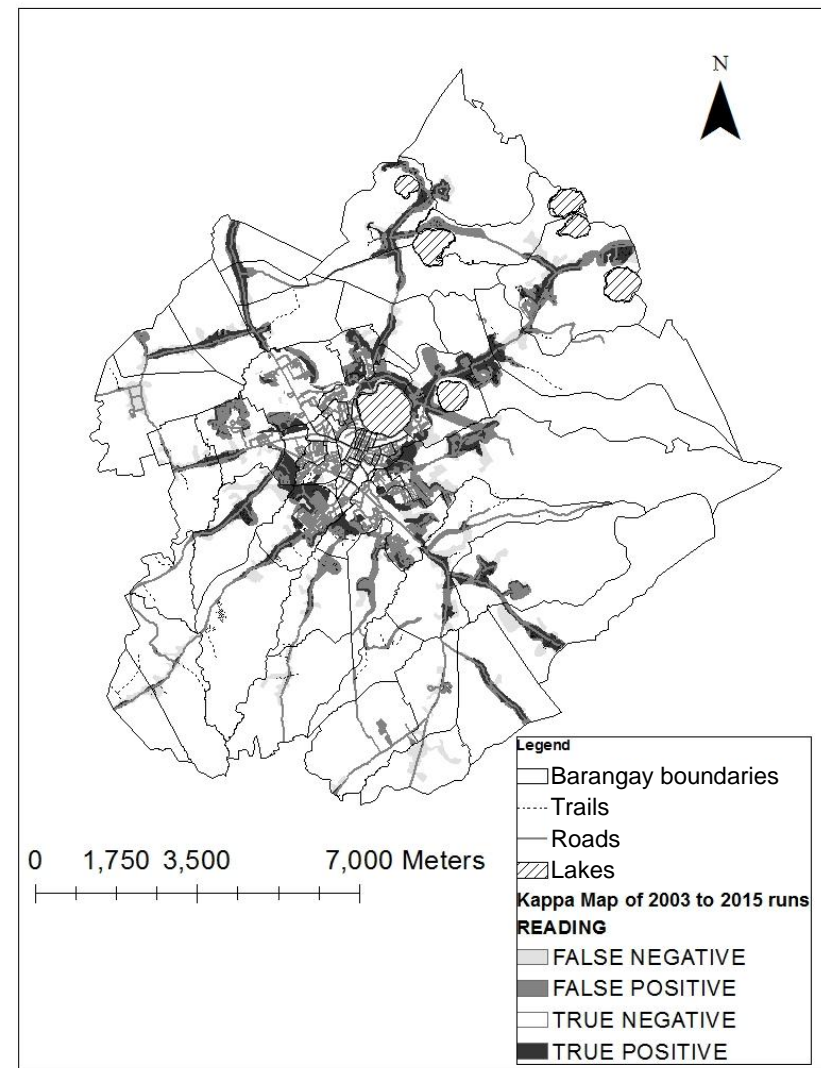 N
0 1,750 3,500 7,000 Meters
Legend
Barangay boundaries
Trails
Roads
Lakes
Kappa Map of 2003 to 2015 runs
READING
FALSE NEGATIVE
FALSE POSITIVE
TRUE NEGATIVE
TRUE POSITIVE